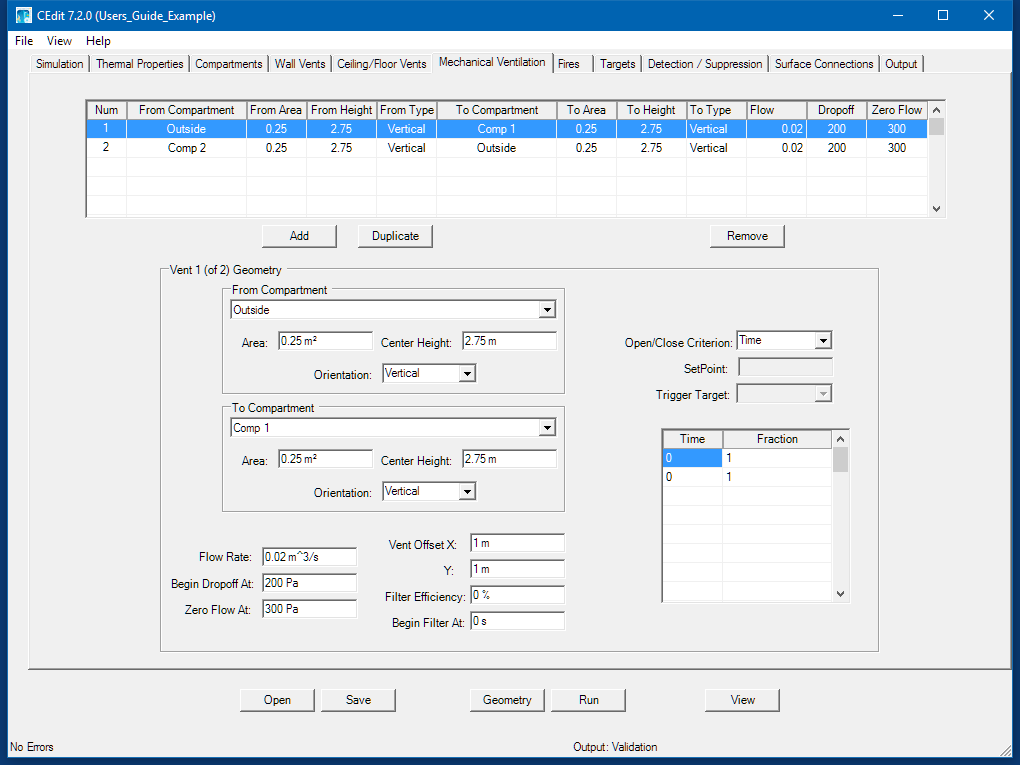 CEdit 7.2.0 (Users_Guide_Example)
File View Help
Simulation Thermal Properties Compartments Wall Vents Ceiling/Floor Vents Mechanical Ventilation Fires Targets Detection / Suppression Surface Connections Output
Num From Compartment From Area From Height From Type To Compartment To Area To Height To Type Flow Dropoff Zero Flow
1 Outside 0.25 2.75 Vertical Comp 1 0.25 2.75 Vertical 0.02 200 300
2 Comp 2 0.25 2.75 Vertical Outside 0.25 2.75 Vertical 0.02 200 300
Add Duplicate Remove
Vent 1 (of 2) Geometry
From Compartment
Outside
Area: 0.25 m² Center Height: 2.75 m
Orientation: Vertical
To Compartment
Comp 1
Area: 0.25 m² Center Height: 2.75 m
Orientation: Vertical
Flow Rate: 0.02 m^3/s
Begin Dropoff At: 200 Pa
Zero Flow At: 300 Pa
Vent Offset X: 1 m
Y: 1 m
Filter Efficiency: 0 %
Begin Filter At: 0 s
Open/Close Criterion: Time
SetPoint:
Trigger Target:
Time Fraction
0 1
0 1
Open Save Geometry Run View
No Errors Output: Validation